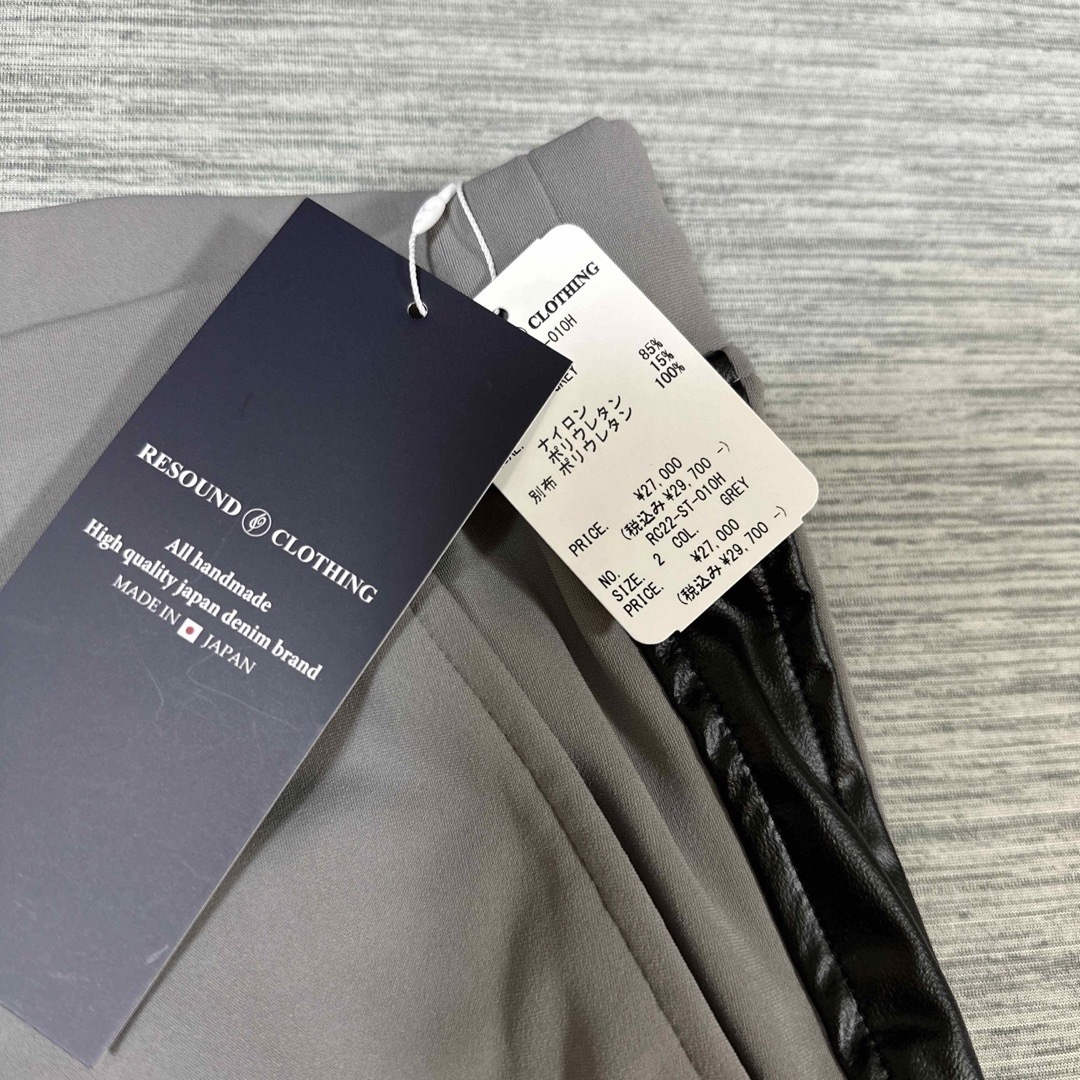 RESOUND CLOTHING
All handmade
High quality japan denim brand
MADE IN JAPAN
CLOTHING
-010H
85%
15%
100%
ナイロン
ポリウレタン
別布 ポリウレタン
PRICE. ¥27,000
(税込み ¥29,700 -)
NO. RC22-ST-010H
SIZE. 2 COL. GREY
PRICE. ¥27,000
(税込み ¥29,700 -)